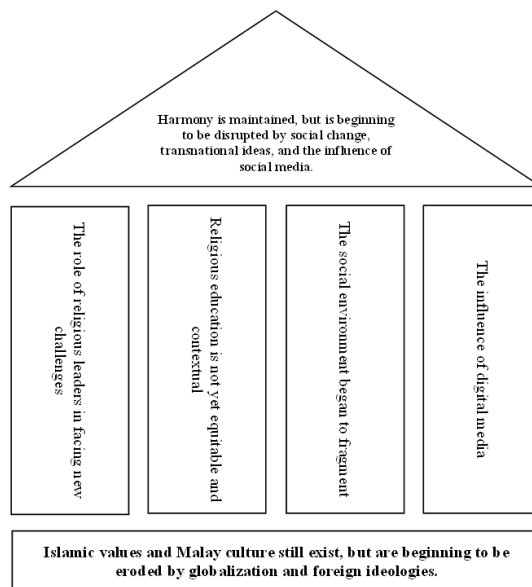 Harmony is maintained, but is beginning
to be disrupted by social change,
transnational ideas, and the influence of
social media.
The role of religious leaders in facing new
challenges
Religious education is not yet equitable and
contextual
The social environment began to fragment
The influence of digital media
Islamic values and Malay culture still exist, but are beginning to be
eroded by globalization and foreign ideologies.